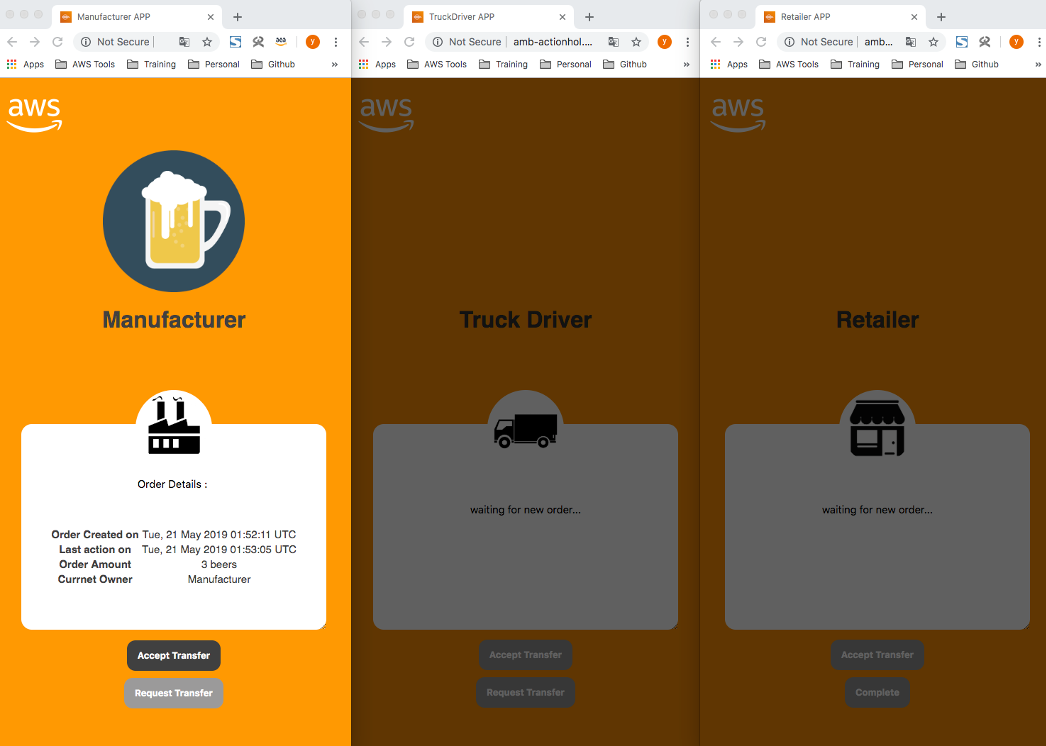 Manufacturer APP
Not Secure
aea
y
Apps AWS Tools Training Personal Github »
aws
Manufacturer
Order Details :
Order Created on Tue, 21 May 2019 01:52:11 UTC
Last action on Tue, 21 May 2019 01:53:05 UTC
Order Amount 3 beers
Currnet Owner Manufacturer
Accept Transfer
Request Transfer
TruckDriver APP
Not Secure amb-actionhol....
y
Apps AWS Tools Training Personal Github »
aws
Truck Driver
waiting for new order...
Accept Transfer
Request Transfer
Retailer APP
Not Secure amb...
y
Apps AWS Tools Training Personal Github »
aws
Retailer
waiting for new order...
Accept Transfer
Complete